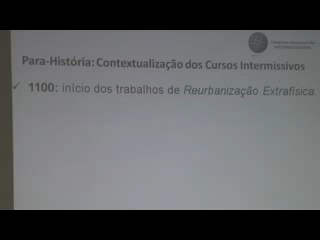 Para-História: Contextualização dos Cursos Intermissivos
✓ 1100: início dos trabalhos de Reurbanização Extrafísica